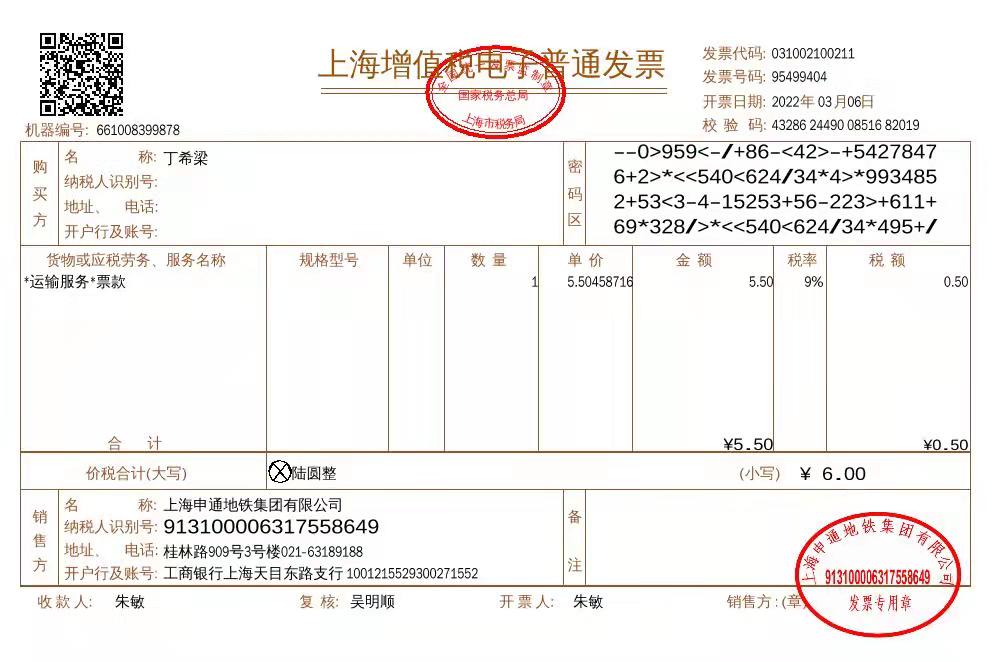 上海增值税电子普通发票
全国统一发票监制章
国家税务总局
上海市税务局
发票代码: 031002100211
发票号码: 95499404
开票日期: 2022年 03月06日
校 验 码: 43286 24490 08516 82019
机器编号: 661008399878
购买方
名 称: 丁希梁
纳税人识别号:
地址、 电话:
开户行及账号:
密码区
--0>959<-/+86-<42>-+5427847
6+2>*<<540<624/34*4>*993485
2+53<3-4-15253+56-223>+611+
69*328/>*<<540<624/34*495+/
货物或应税劳务、服务名称 规格型号 单位 数 量 单 价 金 额 税率 税 额
*运输服务*票款 1 5.50458716 5.50 9% 0.50
合 计 ¥5.50 ¥0.50
价税合计(大写) ⓧ陆圆整 (小写) ¥ 6.00
销售方
名 称: 上海申通地铁集团有限公司
纳税人识别号: 913100006317558649
地址、 电话: 桂林路909号3号楼021-63189188
开户行及账号: 工商银行上海天目东路支行 1001215529300271552
备注
上海申通地铁集团有限公司
913100006317558649
发票专用章
收 款 人: 朱敏 复 核: 吴明顺 开 票 人: 朱敏 销售方: (章)